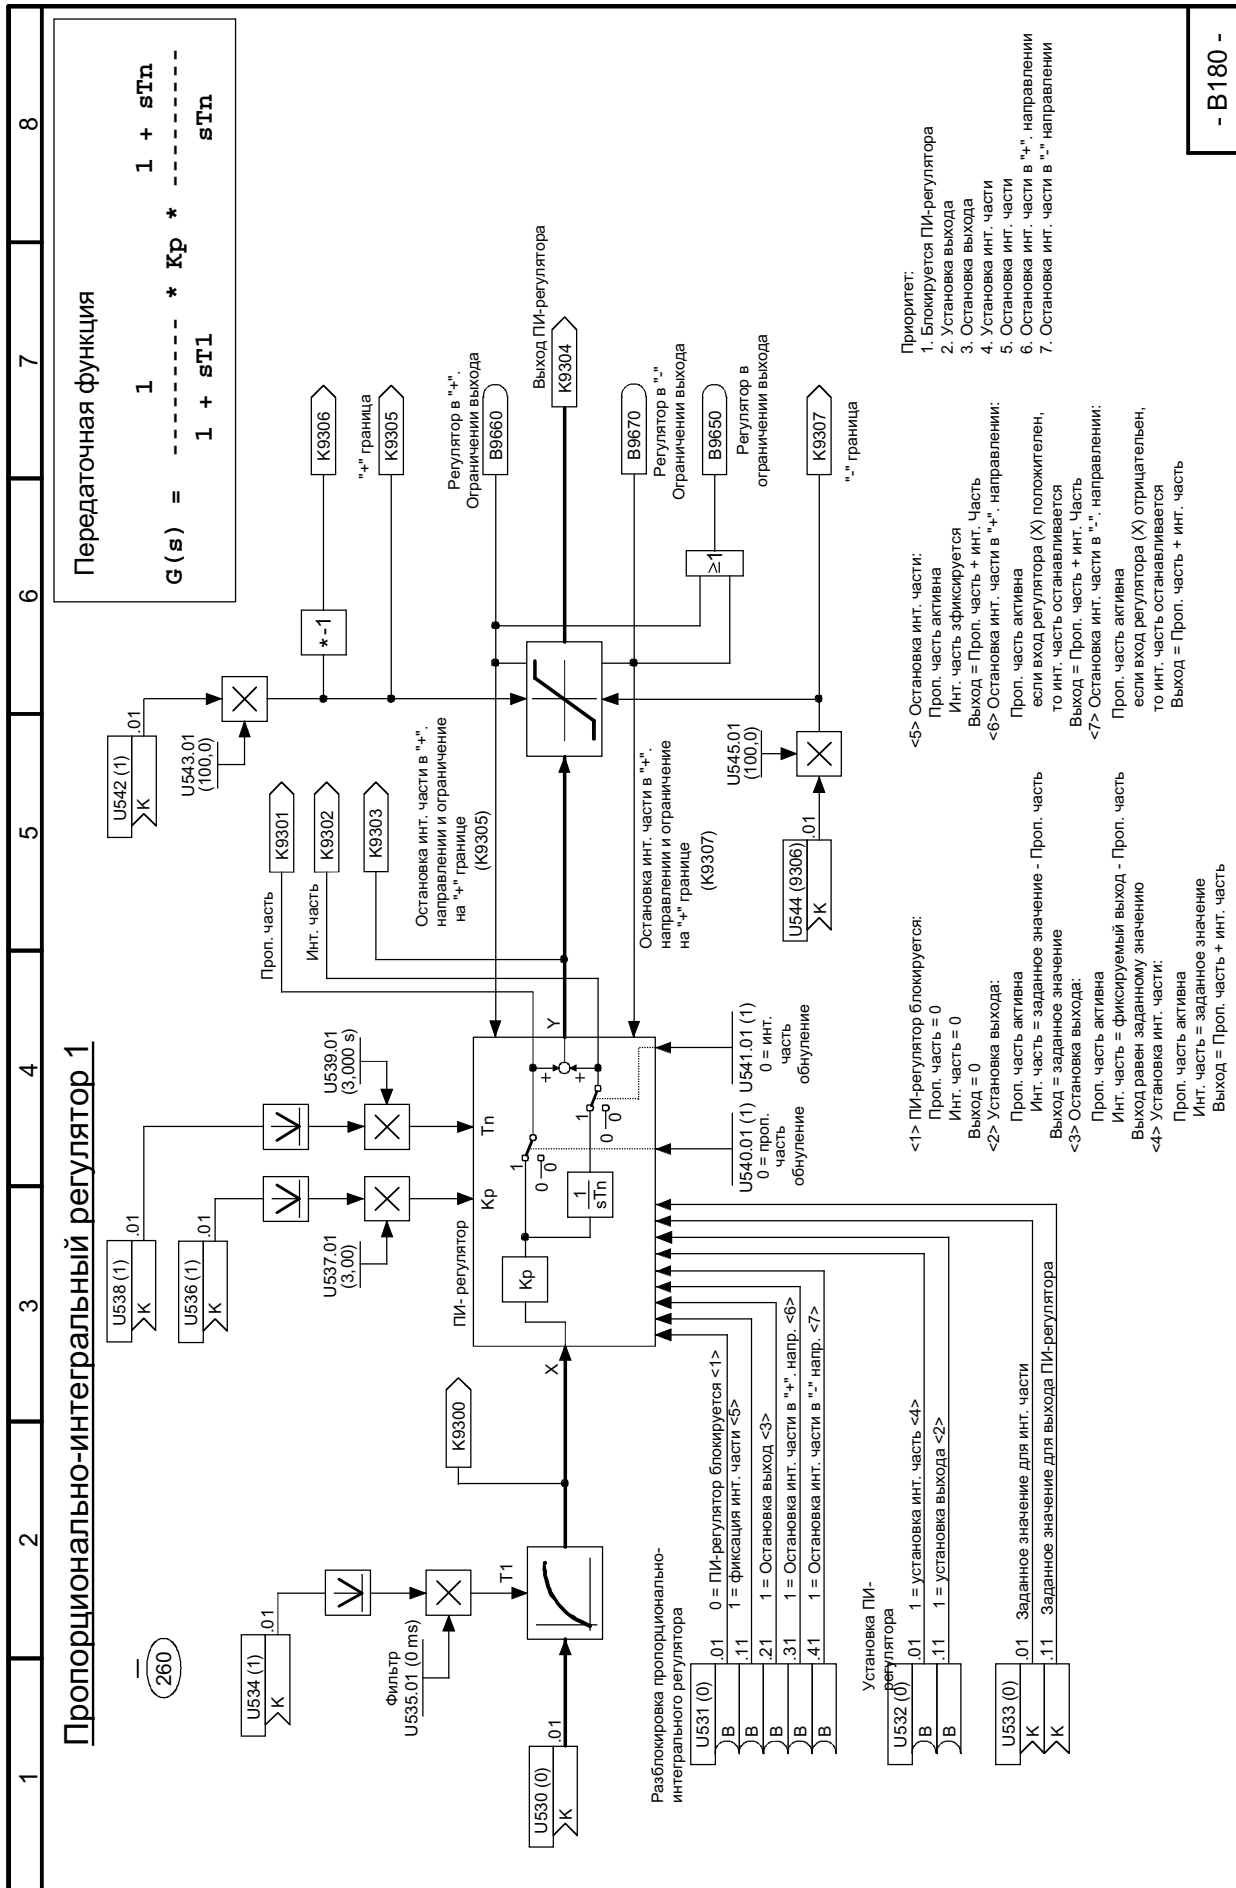 1 2 3 4 5 6 7 8
Пропорционально-интегральный регулятор 1
260
Передаточная функция
1 1 + sTn
G(s) = --------- * Kp * ---------
1 + sT1 sTn
U538 (1)
K
.01
U536 (1)
K
.01
U537.01
(3,00)
U539.01
(3,000 s)
U534 (1)
K
.01
Фильтр
U535.01 (0 ms)
T1
U530 (0)
K
.01
K9300
X
ПИ- регулятор
Kp
Tn
Kp
1
sTn
1
0
0
1
0
0
+
+
Y
U540.01 (1)
0 = проп.
часть
обнуление
U541.01 (1)
0 = инт.
часть
обнуление
Проп. часть
K9301
Инт. часть
K9302
K9303
Остановка инт. части в "+".
направлении и ограничение
на "+" границе
(K9305)
Остановка инт. части в "+".
направлении и ограничение
на "+" границе
(K9307)
U542 (1)
K
.01
U543.01
(100,0)
*-1
K9306
"+" граница
K9305
Регулятор в "+".
Ограничении выхода
B9660
Выход ПИ-регулятора
K9304
B9670
Регулятор в "-"
Ограничении выхода
≥1
B9650
Регулятор в
ограничении выхода
U545.01
(100,0)
U544 (9306)
K
.01
K9307
"-" граница
Разблокировка пропорционально-
интегрального регулятора
U531 (0)
B .01 0 = ПИ-регулятор блокируется <1>
B .11 1 = фиксация инт. части <5>
B .21 1 = Остановка выход <3>
B .31 1 = Остановка инт. части в "+". напр. <6>
B .41 1 = Остановка инт. части в "-" напр. <7>
Установка ПИ-
регулятора
U532 (0)
B .01 1 = установка инт. часть <4>
B .11 1 = установка выхода <2>
U533 (0)
K .01 Заданное значение для инт. части
K .11 Заданное значение для выхода ПИ-регулятора
<1> ПИ-регулятор блокируется:
Проп. часть = 0
Инт. часть = 0
Выход = 0
<2> Установка выхода:
Проп. часть активна
Инт. часть = заданное значение - Проп. часть
Выход = заданное значение
<3> Остановка выхода:
Проп. часть активна
Инт. часть = фиксируемый выход - Проп. часть
Выход равен заданному значению
<4> Установка инт. части:
Проп. часть активна
Инт. часть = заданное значение
Выход = Проп. часть + инт. часть
<5> Остановка инт. части:
Проп. часть активна
Инт. часть зфиксируется
Выход = Проп. часть + инт. Часть
<6> Остановка инт. части в "+". направлении:
Проп. часть активна
если вход регулятора (X) положителен,
то инт. часть останавливается
Выход = Проп. часть + инт. Часть
<7> Остановка инт. части в "-". направлении:
Проп. часть активна
если вход регулятора (X) отрицательен,
то инт. часть останавливается
Выход = Проп. часть + инт. часть
Приоритет:
1. Блокируется ПИ-регулятора
2. Установка выхода
3. Остановка выхода
4. Установка инт. части
5. Остановка инт. части
6. Остановка инт. части в "+". направлении
7. Остановка инт. части в "-" направлении
- B180 -